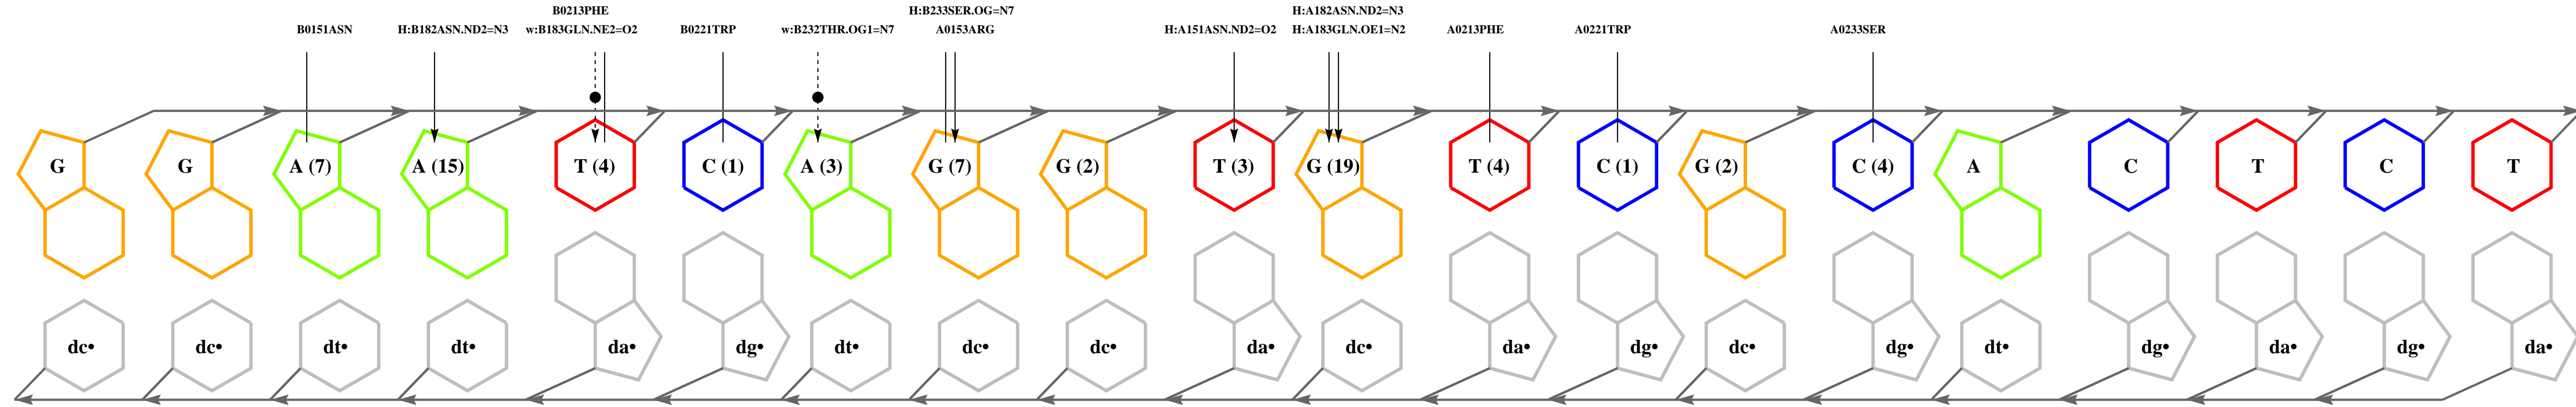 B0213PHE H:B233SER.OG=N7 H:A182ASN.ND2=N3
B0151ASN H:B182ASN.ND2=N3 w:B183GLN.NE2=O2 B0221TRP w:B232THR.OG1=N7 A0153ARG H:A151ASN.ND2=O2 H:A183GLN.OE1=N2 A0213PHE A0221TRP A0233SER
G G A (7) A (15) T (4) C (1) A (3) G (7) G (2) T (3) G (19) T (4) C (1) G (2) C (4) A C T C T
dc• dc• dt• dt• da• dg• dt• dc• dc• da• dc• da• dg• dc• dg• dt• dg• da• dg• da•